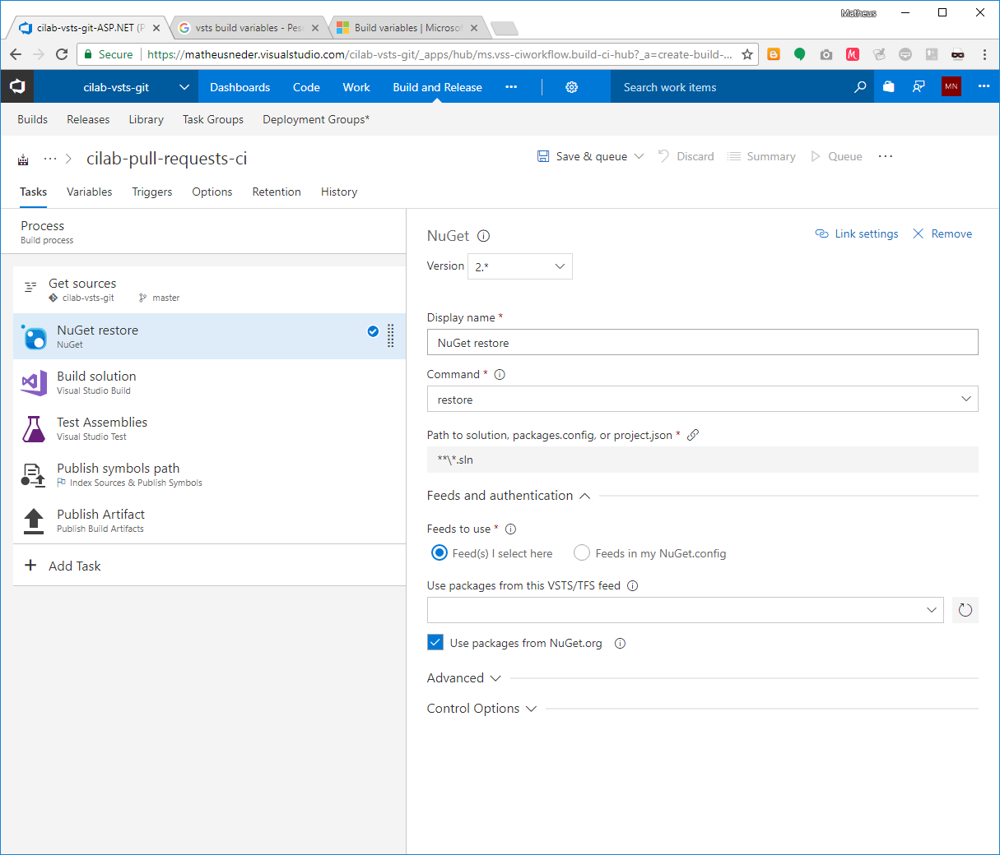 Matheus
cilab-vsts-git-ASP.NET (P
vsts build variables - Pes
Build variables | Microsof
Secure
https://matheusneder.visualstudio.com/cilab-vsts-git/_apps/hub/ms.vss-ciworkflow.build-ci-hub?_a=create-build-...
cilab-vsts-git
Dashboards
Code
Work
Build and Release
Search work items
MN
Builds
Releases
Library
Task Groups
Deployment Groups*
... > cilab-pull-requests-ci
Save & queue
Discard
Summary
Queue
...
Tasks
Variables
Triggers
Options
Retention
History
Process
Build process
Get sources
cilab-vsts-git
master
NuGet restore
NuGet
Build solution
Visual Studio Build
Test Assemblies
Visual Studio Test
Publish symbols path
Index Sources & Publish Symbols
Publish Artifact
Publish Build Artifacts
+ Add Task
NuGet
Link settings
Remove
Version
2.*
Display name *
NuGet restore
Command *
restore
Path to solution, packages.config, or project.json *
**\*.sln
Feeds and authentication
Feeds to use *
Feed(s) I select here
Feeds in my NuGet.config
Use packages from this VSTS/TFS feed
Use packages from NuGet.org
Advanced
Control Options